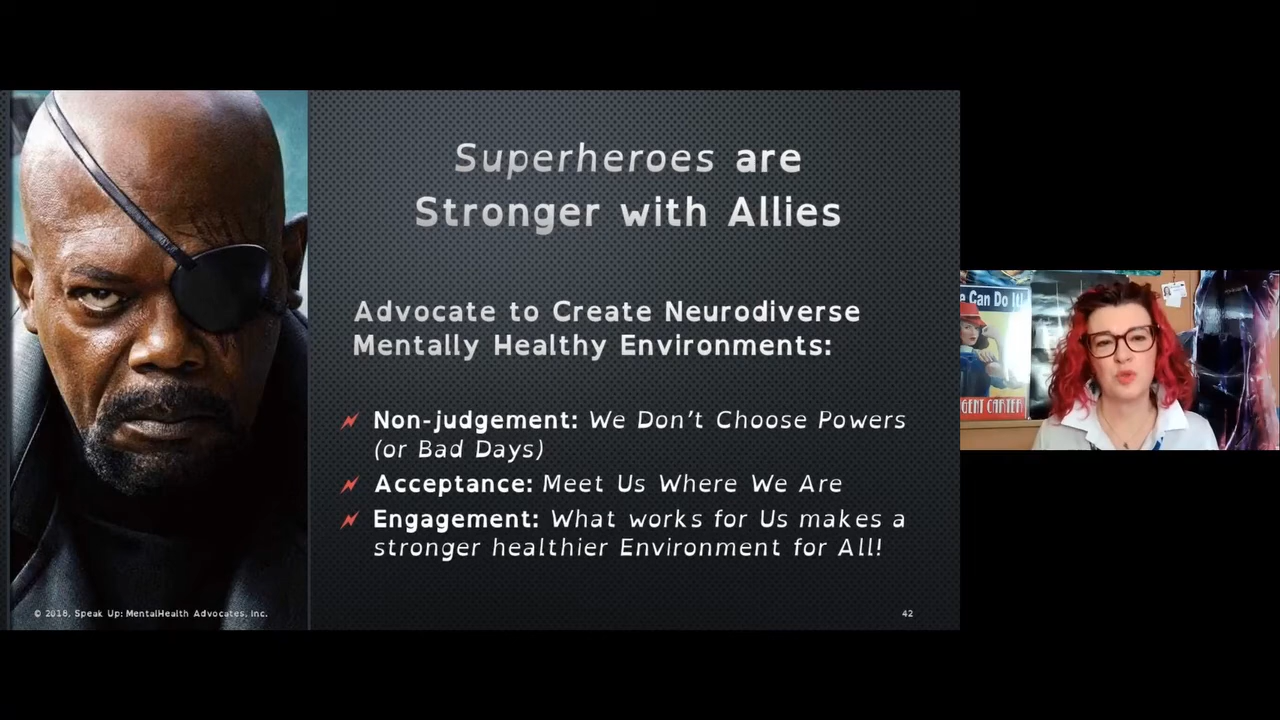 Superheroes are
Stronger with Allies
Advocate to Create Neurodiverse
Mentally Healthy Environments:
Non-judgement: We Don't Choose Powers
(or Bad Days)
Acceptance: Meet Us Where We Are
Engagement: What works for Us makes a
stronger healthier Environment for All!
© 2018, Speak Up: MentalHealth Advocates, Inc.
42
e Can Do It!
GENT CARTER